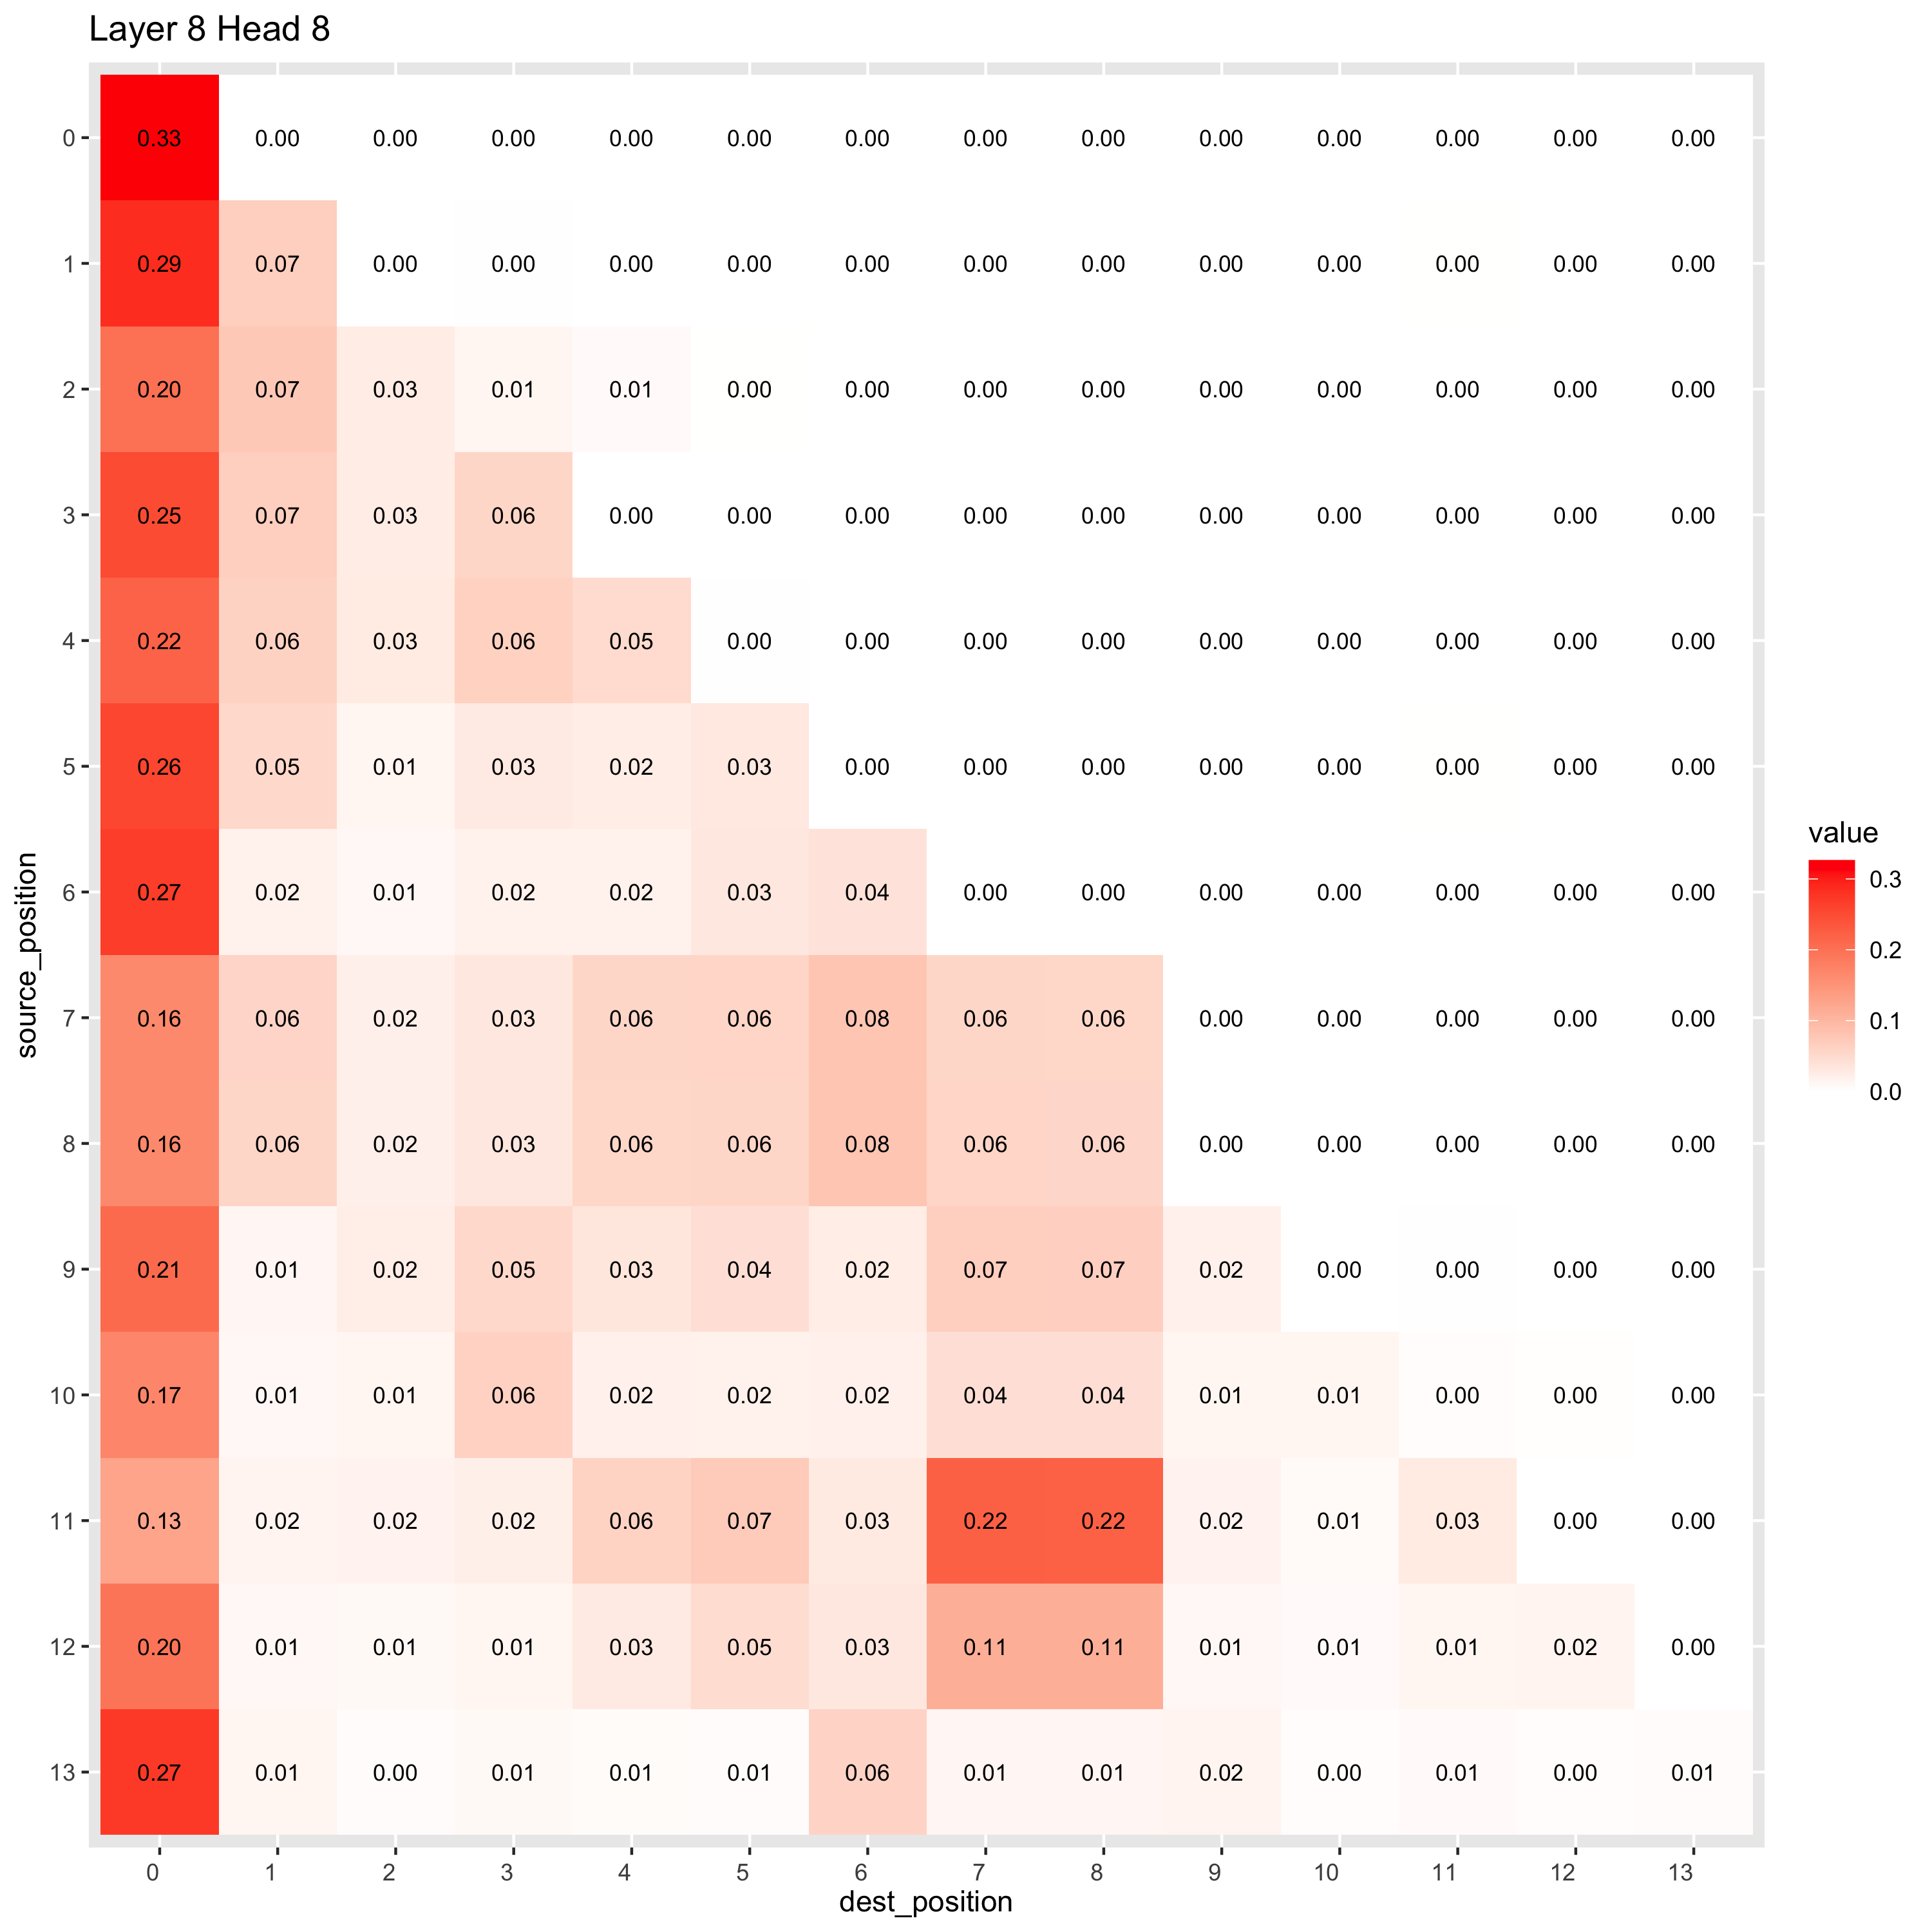 Layer 8 Head 8
0 0.33 0.00 0.00 0.00 0.00 0.00 0.00 0.00 0.00 0.00 0.00 0.00 0.00 0.00
1 0.29 0.07 0.00 0.00 0.00 0.00 0.00 0.00 0.00 0.00 0.00 0.00 0.00 0.00
2 0.20 0.07 0.03 0.01 0.01 0.00 0.00 0.00 0.00 0.00 0.00 0.00 0.00 0.00
3 0.25 0.07 0.03 0.06 0.00 0.00 0.00 0.00 0.00 0.00 0.00 0.00 0.00 0.00
4 0.22 0.06 0.03 0.06 0.05 0.00 0.00 0.00 0.00 0.00 0.00 0.00 0.00 0.00
5 0.26 0.05 0.01 0.03 0.02 0.03 0.00 0.00 0.00 0.00 0.00 0.00 0.00 0.00
6 0.27 0.02 0.01 0.02 0.02 0.03 0.04 0.00 0.00 0.00 0.00 0.00 0.00 0.00
7 0.16 0.06 0.02 0.03 0.06 0.06 0.08 0.06 0.06 0.00 0.00 0.00 0.00 0.00
8 0.16 0.06 0.02 0.03 0.06 0.06 0.08 0.06 0.06 0.00 0.00 0.00 0.00 0.00
9 0.21 0.01 0.02 0.05 0.03 0.04 0.02 0.07 0.07 0.02 0.00 0.00 0.00 0.00
10 0.17 0.01 0.01 0.06 0.02 0.02 0.02 0.04 0.04 0.01 0.01 0.00 0.00 0.00
11 0.13 0.02 0.02 0.02 0.06 0.07 0.03 0.22 0.22 0.02 0.01 0.03 0.00 0.00
12 0.20 0.01 0.01 0.01 0.03 0.05 0.03 0.11 0.11 0.01 0.01 0.01 0.02 0.00
13 0.27 0.01 0.00 0.01 0.01 0.01 0.06 0.01 0.01 0.02 0.00 0.01 0.00 0.01
0 1 2 3 4 5 6 7 8 9 10 11 12 13
dest_position
source_position
value
0.3
0.2
0.1
0.0